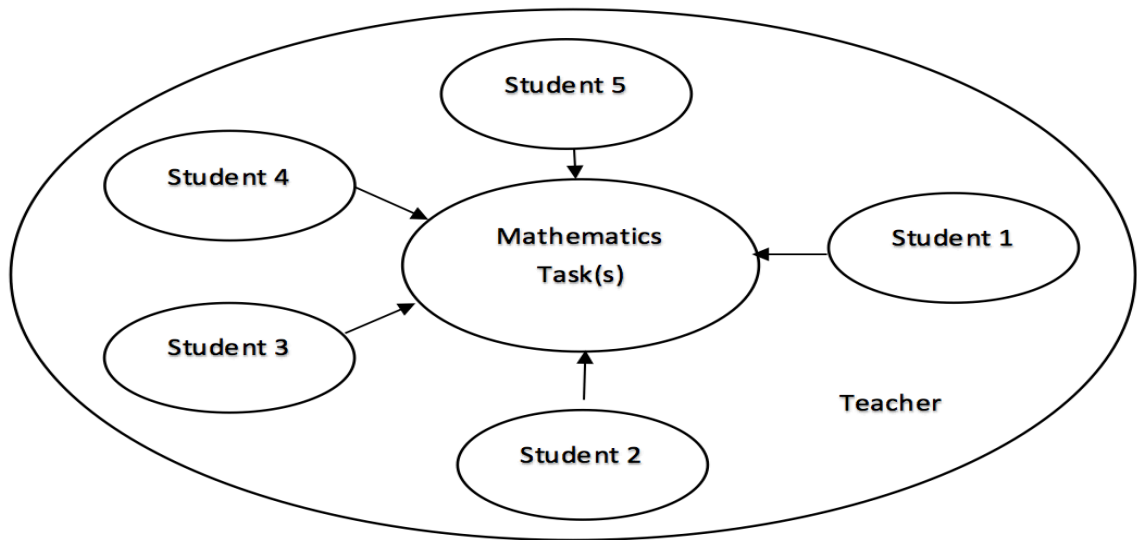 Student 5
Student 4
Mathematics
Task(s)
Student 1
Student 3
Teacher
Student 2